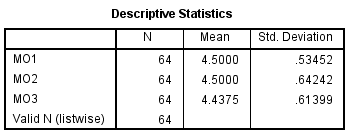 Descriptive Statistics
N Mean Std. Deviation
MO1 64 4.5000 .53452
MO2 64 4.5000 .64242
MO3 64 4.4375 .61399
Valid N (listwise) 64